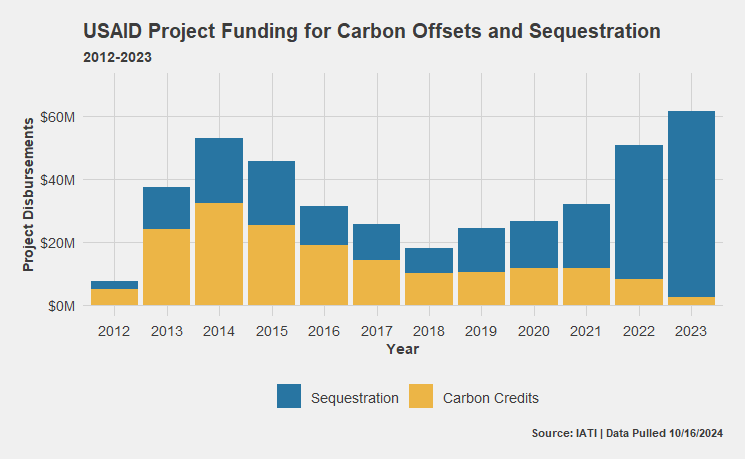 USAID Project Funding for Carbon Offsets and Sequestration
2012-2023
Project Disbursements
$60M
$40M
$20M
$0M
2012 2013 2014 2015 2016 2017 2018 2019 2020 2021 2022 2023
Year
Sequestration Carbon Credits
Source: IATI | Data Pulled 10/16/2024